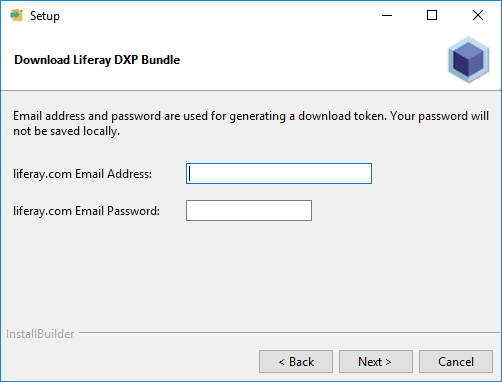 Setup
Download Liferay DXP Bundle
Email address and password are used for generating a download token. Your password will
not be saved locally.
liferay.com Email Address:
liferay.com Email Password:
InstallBuilder
< Back
Next >
Cancel